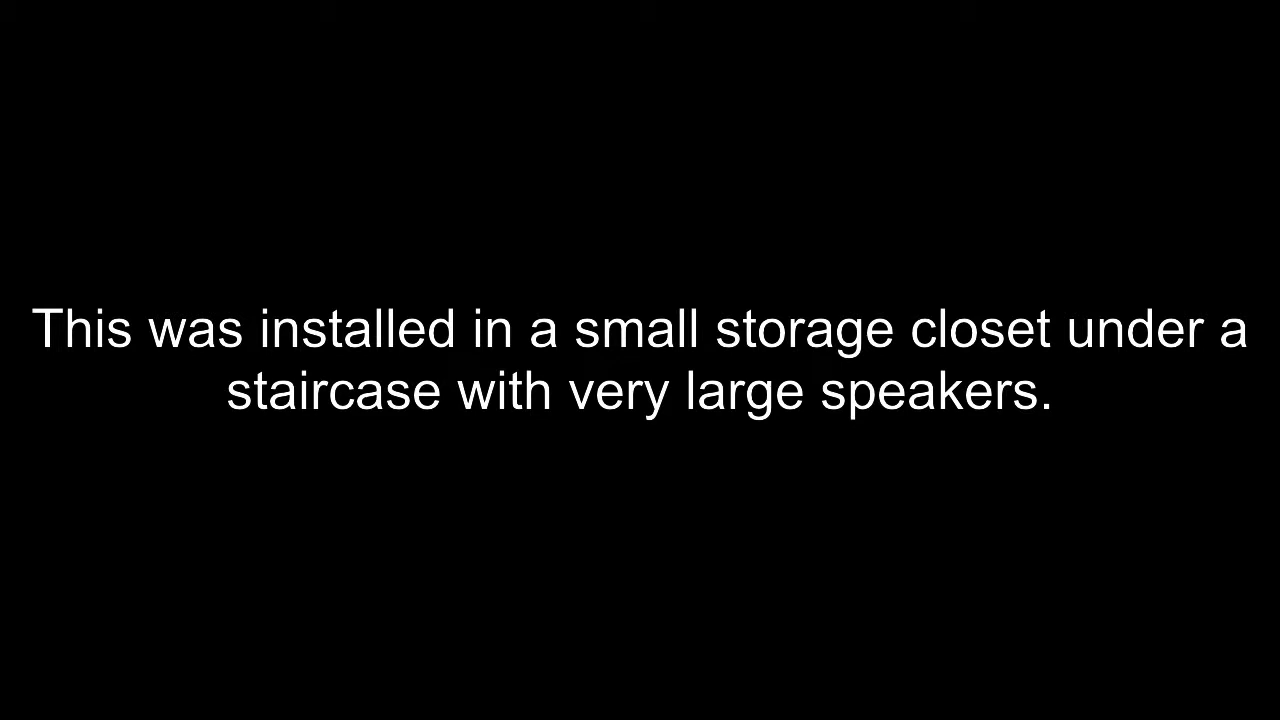 This was installed in a small storage closet under a
staircase with very large speakers.